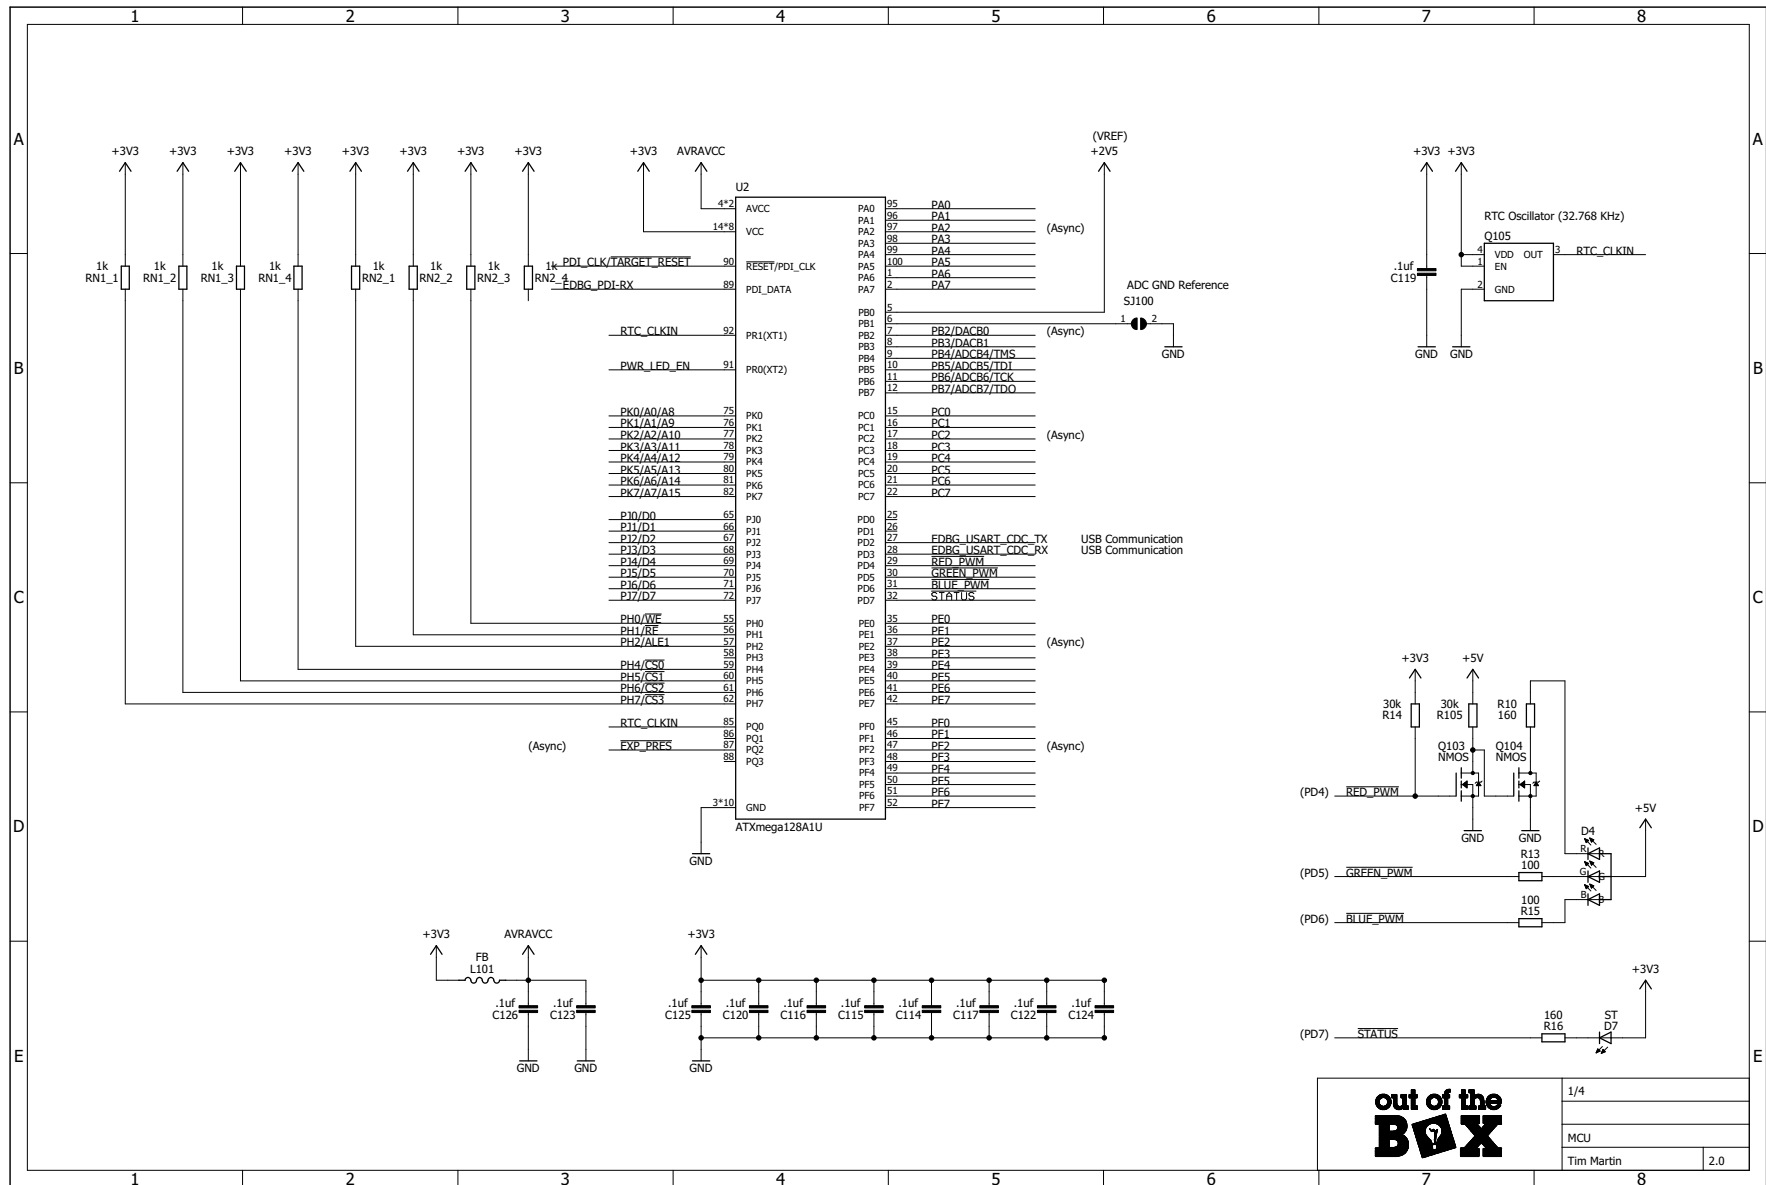 1 2 3 4 5 6 7 8
A A
(VREF)
+3V3 +3V3 +3V3 +3V3 +3V3 +3V3 +3V3 +3V3 +3V3 AVRAVCC +2V5 +3V3 +3V3
U2
4*2 AVCC PA0 95 PA0
PA1 96 PA1
14*8 VCC PA2 97 PA2 (Async)
PA3 98 PA3
PA4 99 PA4
90 RESET/PDI_CLK PA5 100 PA5
PA6 1 PA6
89 PDI_DATA PA7 2 PA7
PDI_CLK/TARGET_RESET
EDBG_PDI-RX
RTC Oscillator (32.768 KHz)
Q105
4 VDD OUT 3 RTC_CLKIN
1 EN
2 GND
.1uf
C119
GND GND
1k 1k 1k 1k 1k 1k 1k 1k
RN1_1 RN1_2 RN1_3 RN1_4 RN2_1 RN2_2 RN2_3 RN2_4
ADC GND Reference
SJ100
1 2
GND
PB0 5
PB1 6
RTC_CLKIN 92 PR1(XT1) PB2 7 PB2/DACB0 (Async)
PB3 8 PB3/DACB1
PB4 9 PB4/ADCB4/TMS
PWR_LED_EN 91 PR0(XT2) PB5 10 PB5/ADCB5/TDI
PB6 11 PB6/ADCB6/TCK
PB7 12 PB7/ADCB7/TDO
B B
PK0/A0/A8 75 PK0 PC0 15 PC0
PK1/A1/A9 76 PK1 PC1 16 PC1
PK2/A2/A10 77 PK2 PC2 17 PC2 (Async)
PK3/A3/A11 78 PK3 PC3 18 PC3
PK4/A4/A12 79 PK4 PC4 19 PC4
PK5/A5/A13 80 PK5 PC5 20 PC5
PK6/A6/A14 81 PK6 PC6 21 PC6
PK7/A7/A15 82 PK7 PC7 22 PC7
PJ0/D0 65 PJ0 PD0 25
PJ1/D1 66 PJ1 PD1 26
PJ2/D2 67 PJ2 PD2 27 EDBG_USART_CDC_TX USB Communication
PJ3/D3 68 PJ3 PD3 28 EDBG_USART_CDC_RX USB Communication
PJ4/D4 69 PJ4 PD4 29 RED_PWM
PJ5/D5 70 PJ5 PD5 30 GREEN_PWM
PJ6/D6 71 PJ6 PD6 31 BLUE_PWM
PJ7/D7 72 PJ7 PD7 32 STATUS
C C
PH0/WE 55 PH0 PE0 35 PE0
PH1/RE 56 PH1 PE1 36 PE1
PH2/ALE1 57 PH2 PE2 37 PE2 (Async)
58 PH3 PE3 38 PE3
PH4/CS0 59 PH4 PE4 39 PE4
PH5/CS1 60 PH5 PE5 40 PE5
PH6/CS2 61 PH6 PE6 41 PE6
PH7/CS3 62 PH7 PE7 42 PE7
RTC_CLKIN 85 PQ0 PF0 45 PF0
86 PQ1 PF1 46 PF1
(Async) EXP_PRES 87 PQ2 PF2 47 PF2 (Async)
88 PQ3 PF3 48 PF3
PF4 49 PF4
PF5 50 PF5
PF6 51 PF6
3*10 GND PF7 52 PF7
ATXmega128A1U
GND
+3V3 +5V
30k 30k R10
R14 R105 160
Q103 Q104
NMOS NMOS
(PD4) RED_PWM
GND GND
+5V
D D
D4
R R
R13
100
(PD5) GREEN_PWM G G
B B
100
R15
(PD6) BLUE_PWM
+3V3 AVRAVCC +3V3
FB
L101
.1uf .1uf .1uf .1uf .1uf .1uf .1uf .1uf .1uf .1uf
C126 C123 C125 C120 C116 C115 C114 C117 C122 C124
GND GND GND
+3V3
160 ST
R16 D7
(PD7) STATUS
E E
out of the
BOX
1/4
MCU
Tim Martin 2.0
1 2 3 4 5 6 7 8